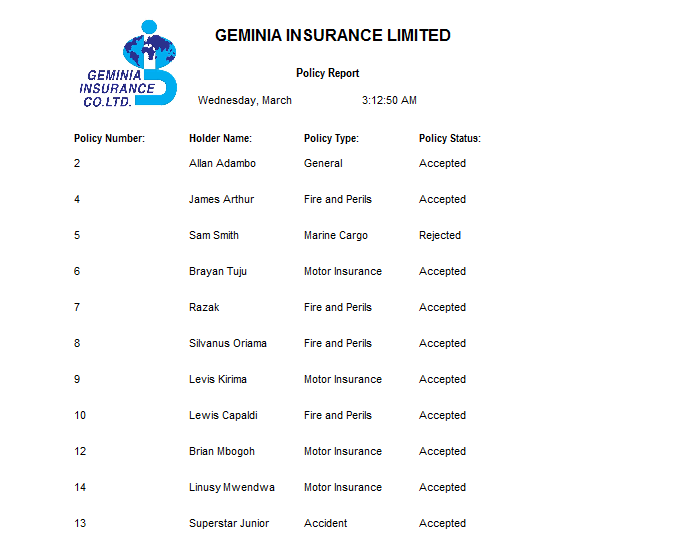 GEMINIA INSURANCE LIMITED
GEMINIA
INSURANCE
CO.LTD.
Policy Report
Wednesday, March 3:12:50 AM
Policy Number: Holder Name: Policy Type: Policy Status:
2 Allan Adambo General Accepted
4 James Arthur Fire and Perils Accepted
5 Sam Smith Marine Cargo Rejected
6 Brayan Tuju Motor Insurance Accepted
7 Razak Fire and Perils Accepted
8 Silvanus Oriama Fire and Perils Accepted
9 Levis Kirima Motor Insurance Accepted
10 Lewis Capaldi Fire and Perils Accepted
12 Brian Mbogoh Motor Insurance Accepted
14 Linusy Mwendwa Motor Insurance Accepted
13 Superstar Junior Accident Accepted